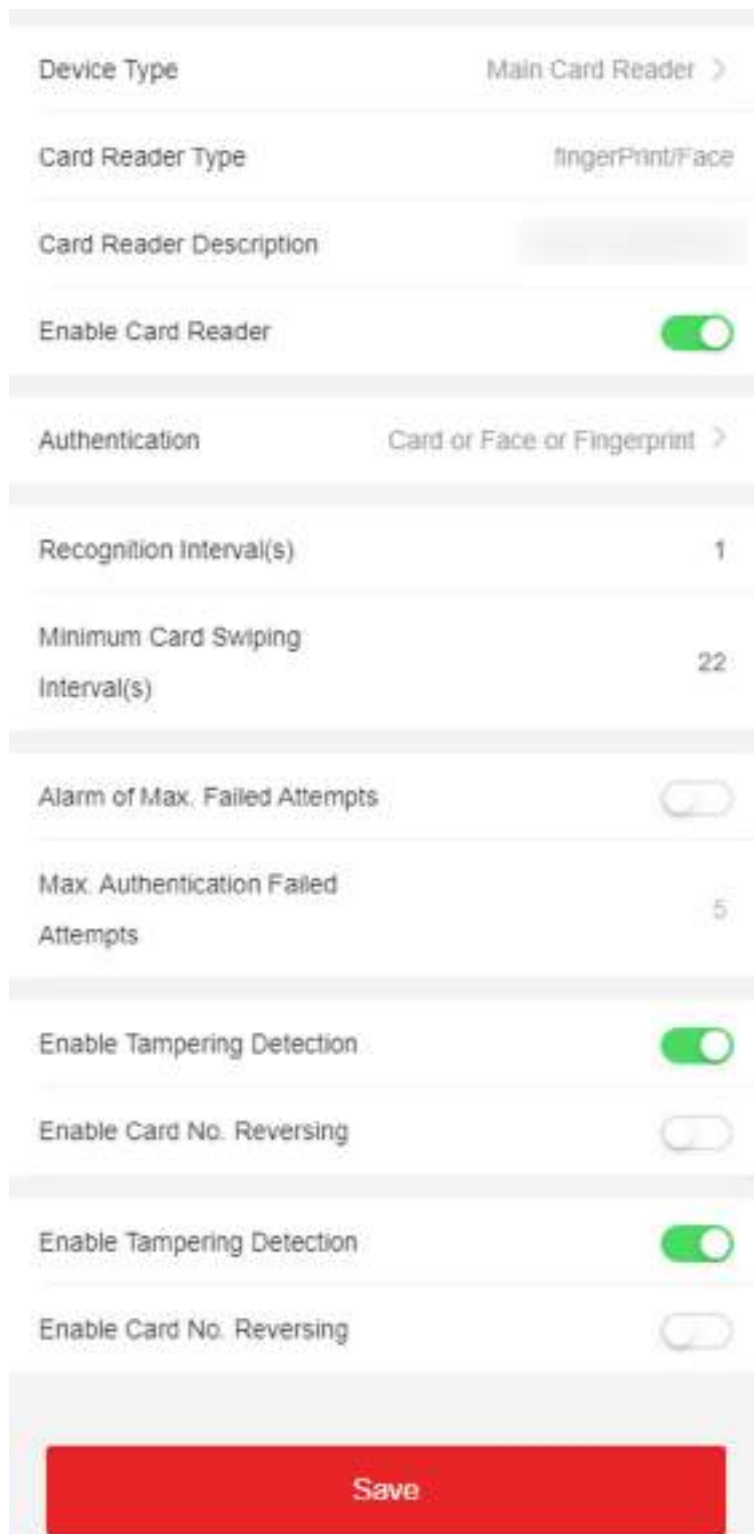 Device Type Main Card Reader >
Card Reader Type fingerPrint/Face
Card Reader Description
Enable Card Reader
Authentication Card or Face or Fingerprint >
Recognition Interval(s) 1
Minimum Card Swiping
Interval(s) 22
Alarm of Max. Failed Attempts
Max. Authentication Failed
Attempts 5
Enable Tampering Detection
Enable Card No. Reversing
Enable Tampering Detection
Enable Card No. Reversing
Save